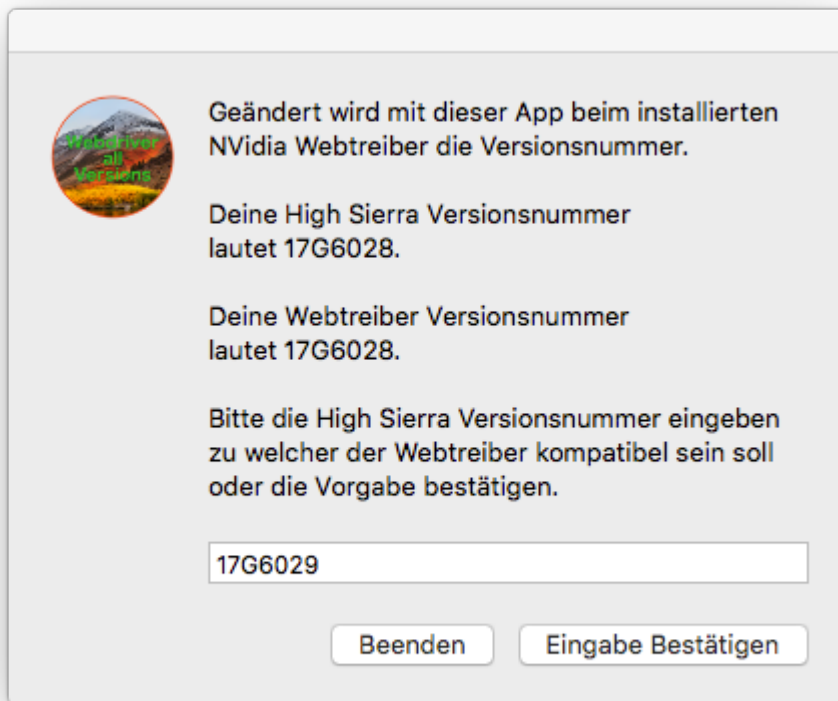 Webdriver
all
Versions
Geändert wird mit dieser App beim installierten
NVidia Webtreiber die Versionsnummer.
Deine High Sierra Versionsnummer
lautet 17G6028.
Deine Webtreiber Versionsnummer
lautet 17G6028.
Bitte die High Sierra Versionsnummer eingeben
zu welcher der Webtreiber kompatibel sein soll
oder die Vorgabe bestätigen.
17G6029
Beenden Eingabe Bestätigen